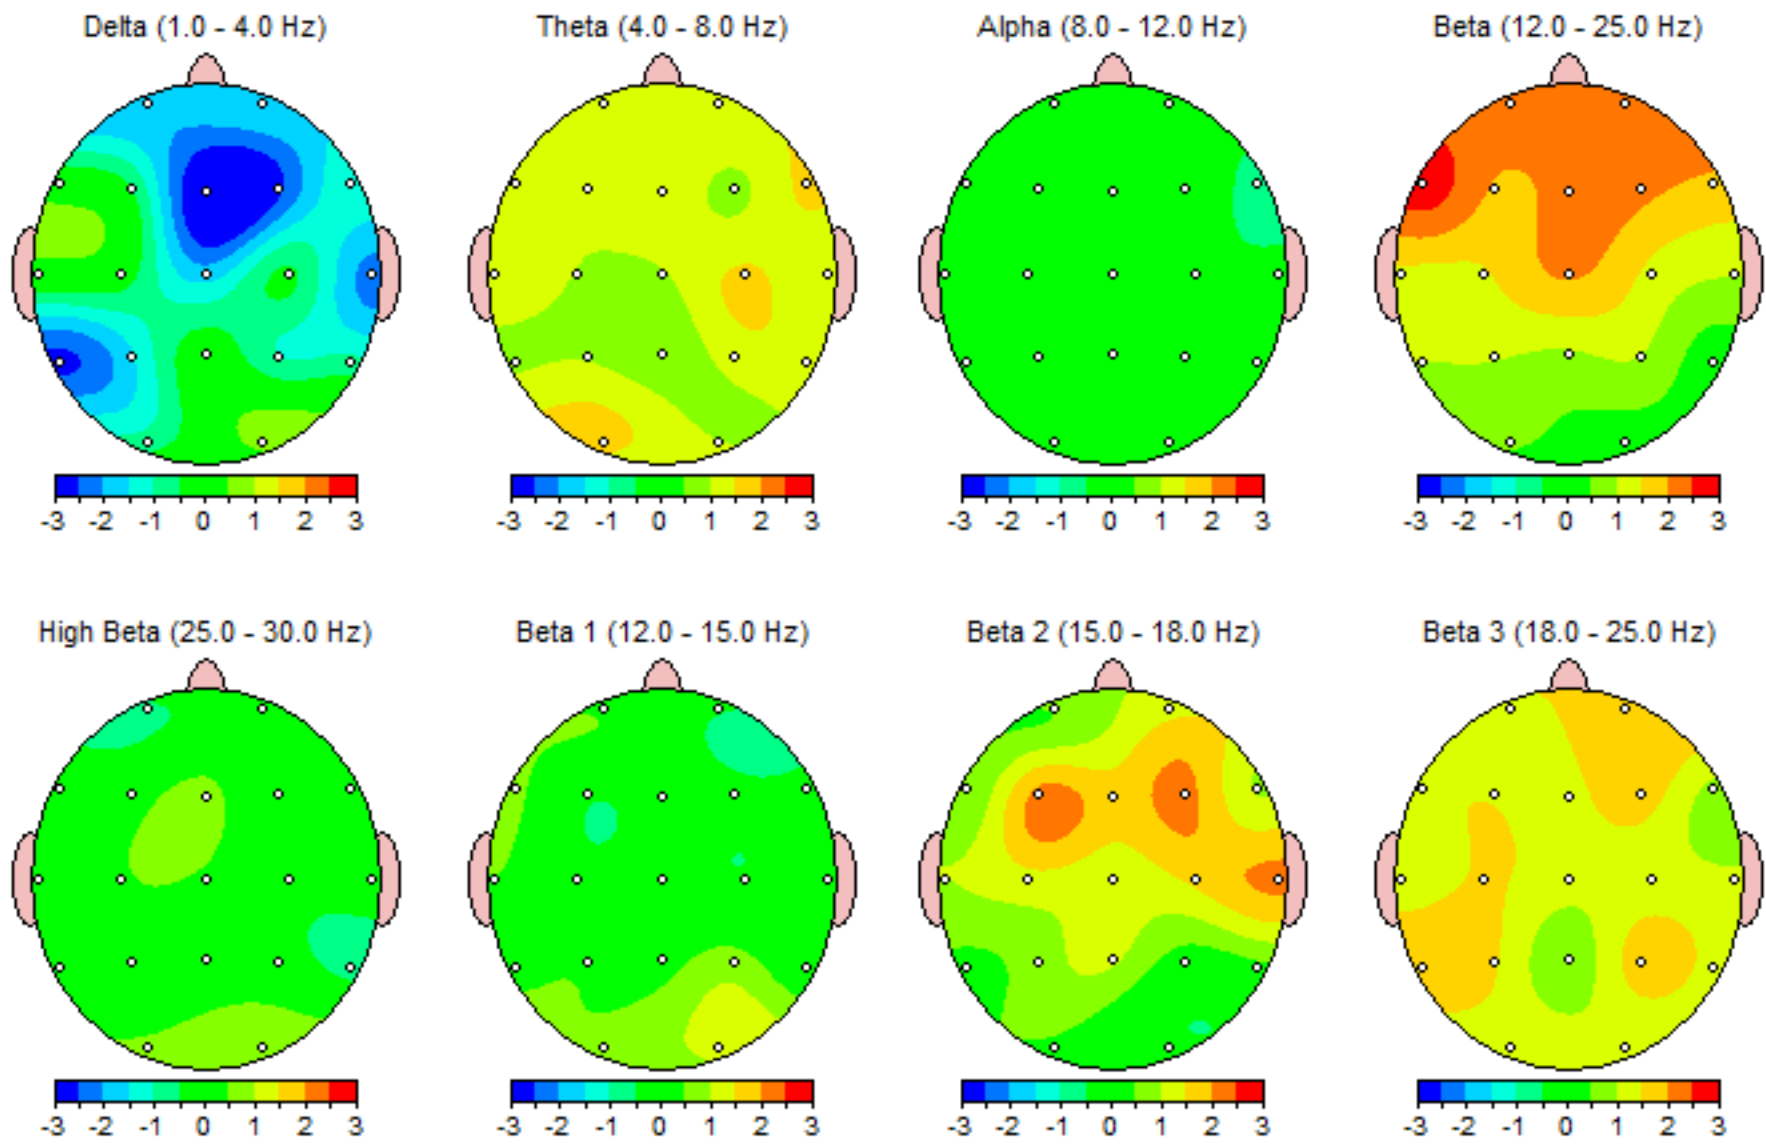 Delta (1.0 - 4.0 Hz) Theta (4.0 - 8.0 Hz) Alpha (8.0 - 12.0 Hz) Beta (12.0 - 25.0 Hz)
-3 -2 -1 0 1 2 3 -3 -2 -1 0 1 2 3 -3 -2 -1 0 1 2 3 -3 -2 -1 0 1 2 3
High Beta (25.0 - 30.0 Hz) Beta 1 (12.0 - 15.0 Hz) Beta 2 (15.0 - 18.0 Hz) Beta 3 (18.0 - 25.0 Hz)
-3 -2 -1 0 1 2 3 -3 -2 -1 0 1 2 3 -3 -2 -1 0 1 2 3 -3 -2 -1 0 1 2 3